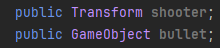 public Transform shooter;
public GameObject bullet;